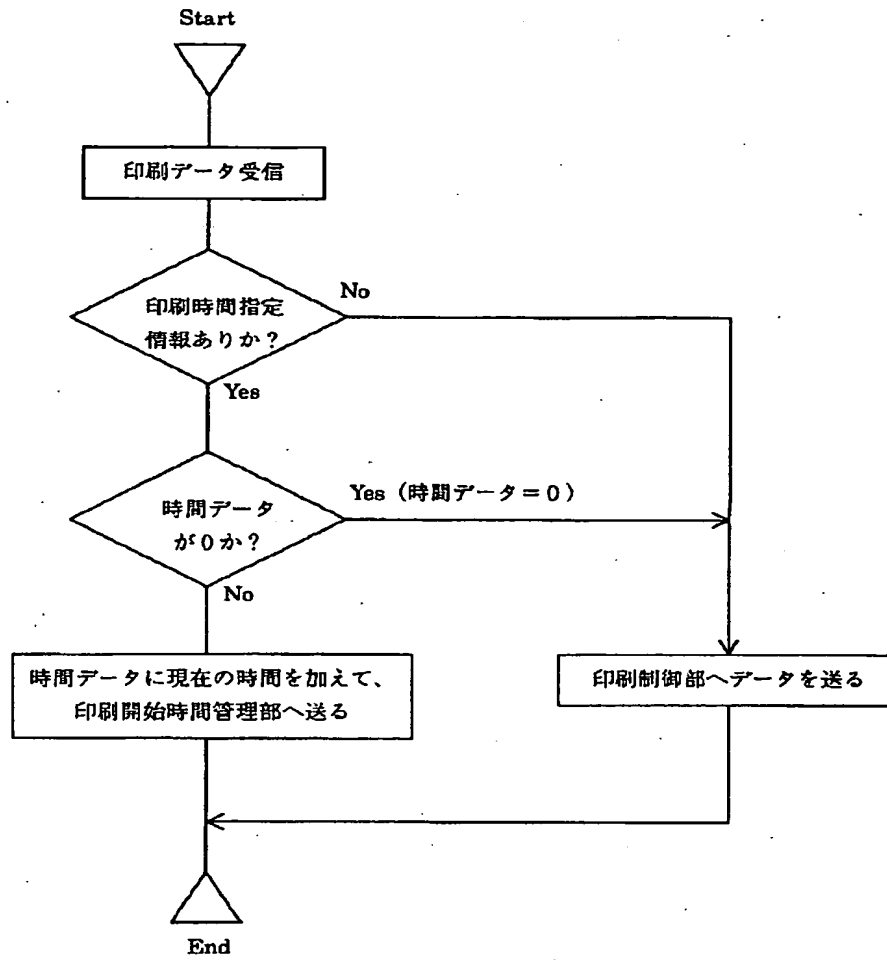 Start
印刷データ受信
印刷時間指定
情報ありか？
No
Yes
時間データ
が０か？
Yes（時間データ＝０）
No
時間データに現在の時間を加えて、
印刷開始時間管理部へ送る
印刷制御部へデータを送る
End